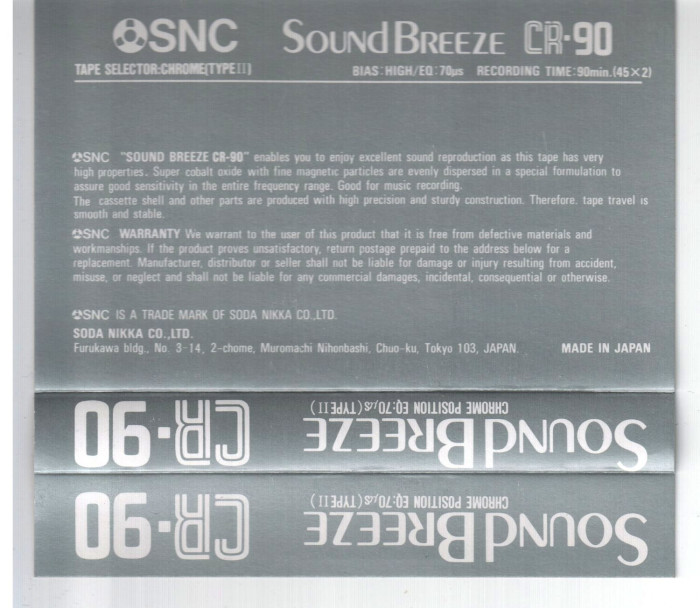 SNC SOUND BREEZE CR·90
TAPE SELECTOR:CHROME(TYPE II) BIAS:HIGH/EQ:70μs RECORDING TIME:90min.(45×2)
SNC "SOUND BREEZE CR-90" enables you to enjoy excellent sound reproduction as this tape has very
high properties. Super cobalt oxide with fine magnetic particles are evenly dispersed in a special formulation to
assure good sensitivity in the entire frequency range. Good for music recording.
The cassette shell and other parts are produced with high precision and sturdy construction. Therefore. tape travel is
smooth and stable.
SNC WARRANTY We warrant to the user of this product that it is free from defective materials and
workmanships. If the product proves unsatisfactory, return postage prepaid to the address below for a
replacement. Manufacturer, distributor or seller shall not be liable for damage or injury resulting from accident,
misuse, or neglect and shall not be liable for any commercial damages, incidental, consequential or otherwise.
SNC IS A TRADE MARK OF SODA NIKKA CO.,LTD.
SODA NIKKA CO.,LTD.
Furukawa bldg., No. 3-14, 2-chome, Muromachi Nihonbashi, Chuo-ku, Tokyo 103, JAPAN. MADE IN JAPAN
SOUND BREEZE CR·90
CHROME POSITION EQ:70μs(TYPE II)
SOUND BREEZE CR·90
CHROME POSITION EQ:70μs(TYPE II)